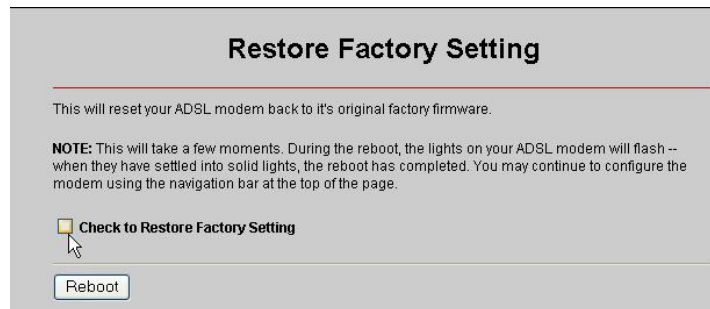 Restore Factory Setting
This will reset your ADSL modem back to it's original factory firmware.
NOTE: This will take a few moments. During the reboot, the lights on your ADSL modem will flash --
when they have settled into solid lights, the reboot has completed. You may continue to configure the
modem using the navigation bar at the top of the page.
Check to Restore Factory Setting
Reboot